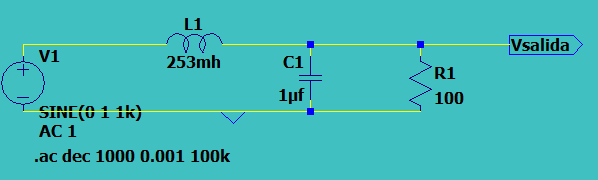 L1
Vsalida
V1
253mh
C1
R1
1µf
100
SINE(0 1 1k)
AC 1
.ac dec 1000 0.001 100k